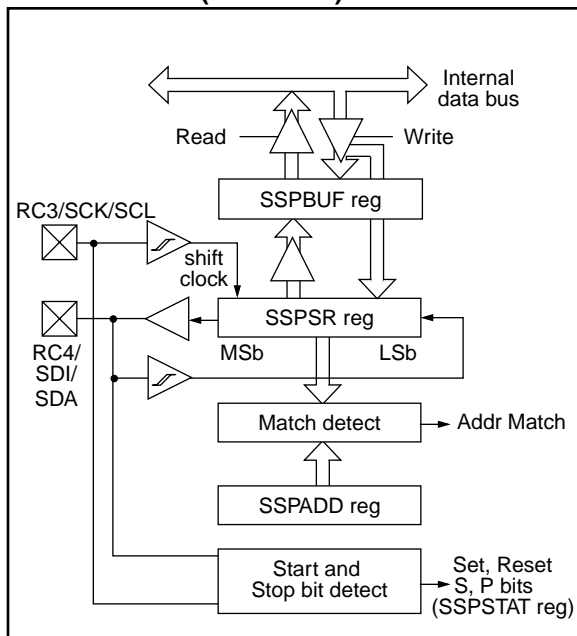 Internal
data bus
Read
Write
SSPBUF reg
RC3/SCK/SCL
shift
clock
SSPSR reg
MSb
LSb
RC4/
SDI/
SDA
Match detect
Addr Match
SSPADD reg
Start and
Stop bit detect
Set, Reset
S, P bits
(SSPSTAT reg)